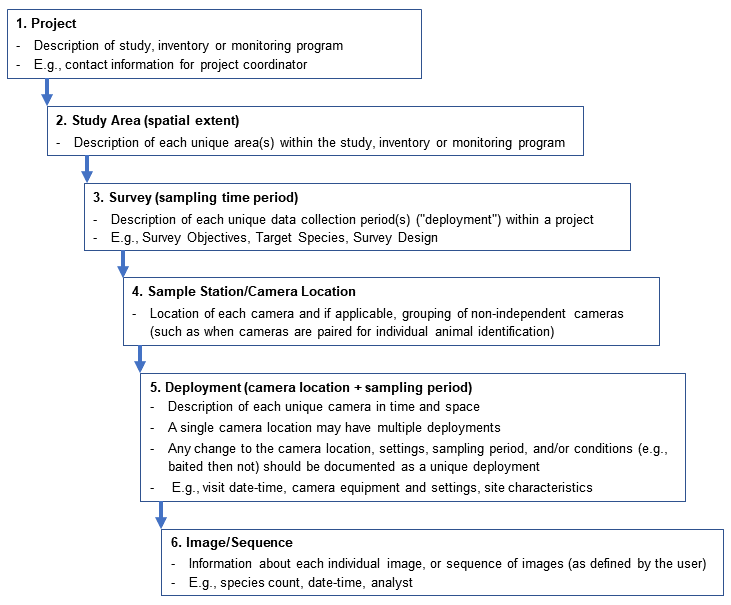 1. Project
- Description of study, inventory or monitoring program
- E.g., contact information for project coordinator
2. Study Area (spatial extent)
- Description of each unique area(s) within the study, inventory or monitoring program
3. Survey (sampling time period)
- Description of each unique data collection period(s) ("deployment") within a project
- E.g., Survey Objectives, Target Species, Survey Design
4. Sample Station/Camera Location
- Location of each camera and if applicable, grouping of non-independent cameras
(such as when cameras are paired for individual animal identification)
5. Deployment (camera location + sampling period)
- Description of each unique camera in time and space
- A single camera location may have multiple deployments
- Any change to the camera location, settings, sampling period, and/or conditions (e.g.,
baited then not) should be documented as a unique deployment
- E.g., visit date-time, camera equipment and settings, site characteristics
6. Image/Sequence
- Information about each individual image, or sequence of images (as defined by the user)
- E.g., species count, date-time, analyst